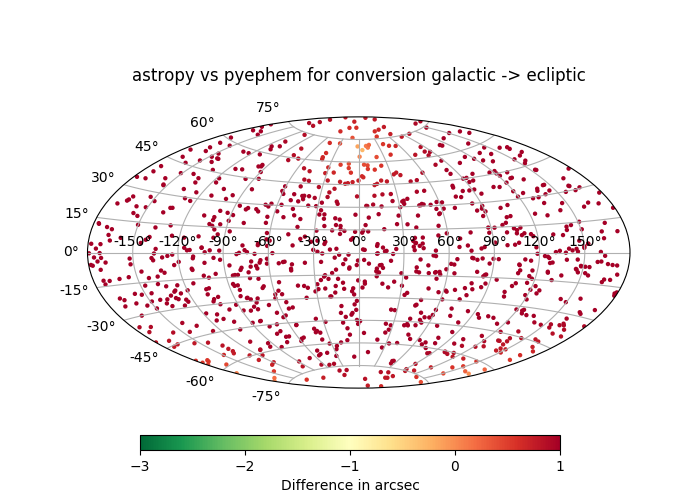 astropy vs pyephem for conversion galactic -> ecliptic
75°
60°
45°
30°
15°
-150° -120° -90° -60° -30° 0° 30° 60° 90° 120° 150°
0°
-15°
-30°
-45°
-60°
-75°
−3 −2 −1 0 1
Difference in arcsec